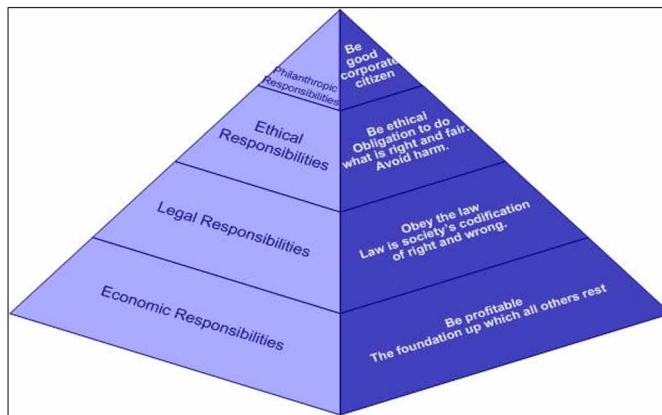 Philanthropic
Responsibilities
Be
good
corporate
citizen
Ethical
Responsibilities
Be ethical
Obligation to do
what is right and fair.
Avoid harm.
Legal Responsibilities
Obey the law
Law is society's codification
of right and wrong.
Economic Responsibilities
Be profitable
The foundation up which all others rest